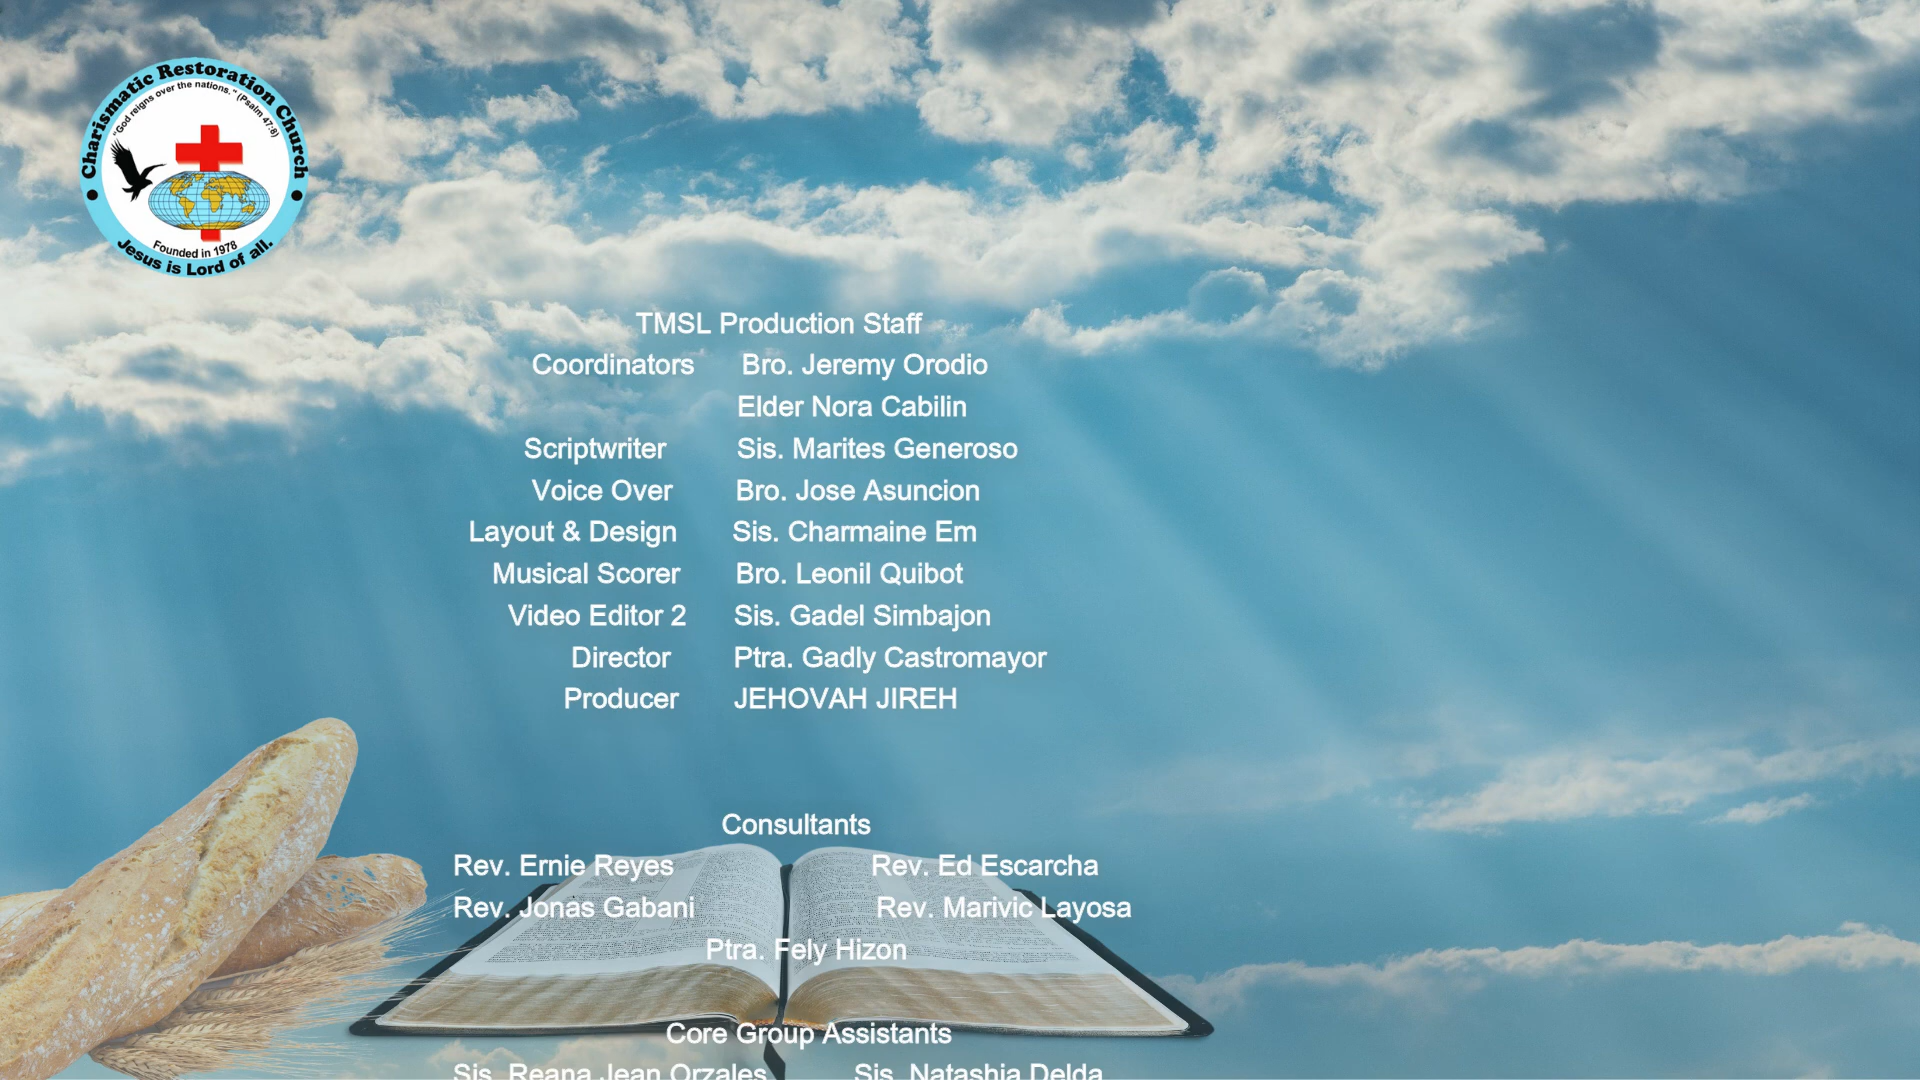 Charismatic Restoration Church
"God reigns over the nations." (Psalm 47:8)
Founded in 1978
Jesus is Lord of all.
TMSL Production Staff
Coordinators Bro. Jeremy Orodio
Elder Nora Cabilin
Scriptwriter Sis. Marites Generoso
Voice Over Bro. Jose Asuncion
Layout & Design Sis. Charmaine Em
Musical Scorer Bro. Leonil Quibot
Video Editor 2 Sis. Gadel Simbajon
Director Ptra. Gadly Castromayor
Producer JEHOVAH JIREH
Consultants
Rev. Ernie Reyes Rev. Ed Escarcha
Rev. Jonas Gabani Rev. Marivic Layosa
Ptra. Fely Hizon
Core Group Assistants
Sis. Reana Jean Orzales Sis. Natashia Delda